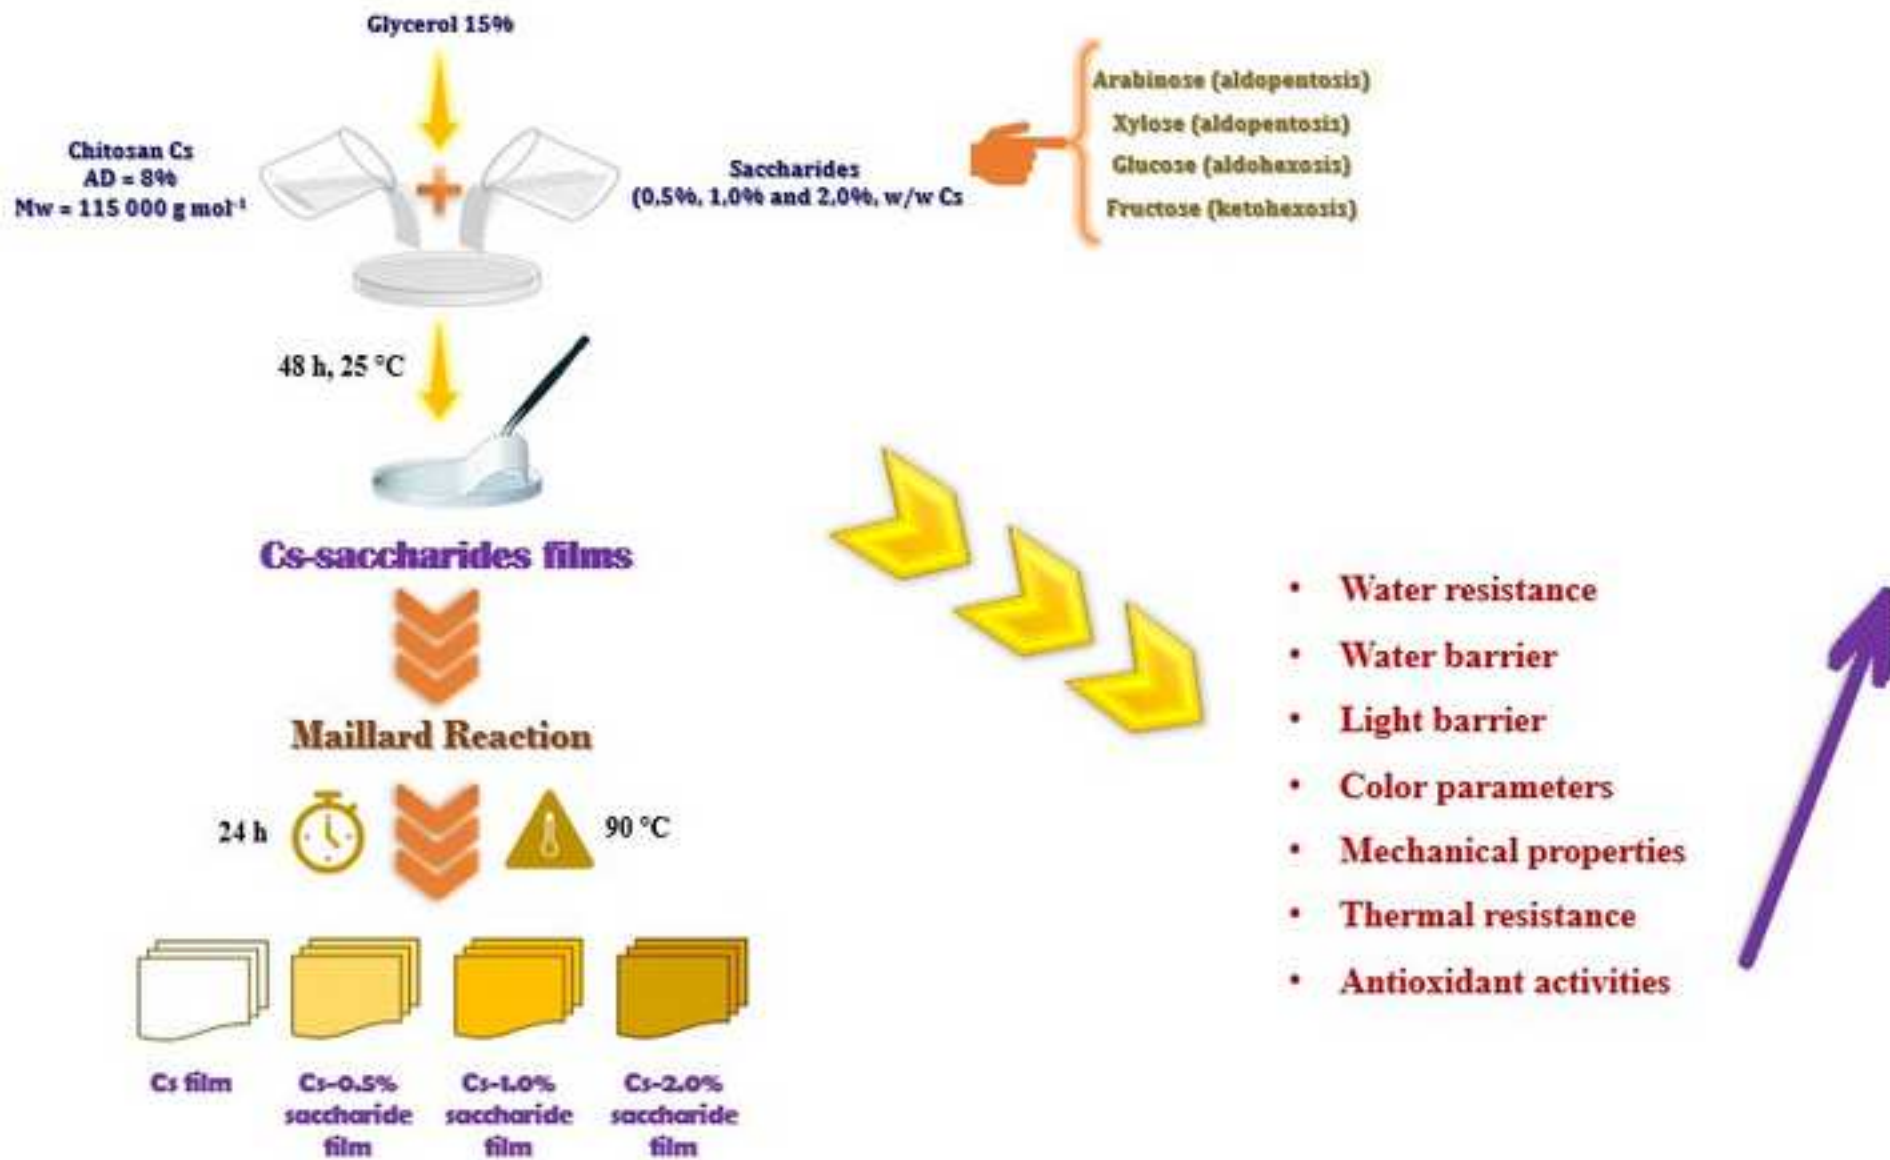 Glycerol 15%
Chitosan Cs
AD = 8%
Mw = 115 000 g mol⁻¹
Saccharides
(0.5%, 1.0% and 2.0%, w/w Cs
Arabinose (aldopentosis)
Xylose (aldopentosis)
Glucose (aldohexosis)
Fructose (ketohexosis)
48 h, 25 °C
Cs-saccharides films
Maillard Reaction
24 h
90 °C
Cs film
Cs-0.5%
saccharide
film
Cs-1.0%
saccharide
film
Cs-2.0%
saccharide
film
• Water resistance
• Water barrier
• Light barrier
• Color parameters
• Mechanical properties
• Thermal resistance
• Antioxidant activities